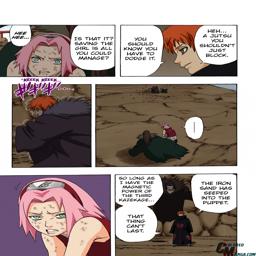 HEH...
A JUTSU
YOU
SHOULDN'T
JUST
BLOCK.
YOU
SHOULD
KNOW YOU
HAVE TO
DODGE IT.
IS THAT IT?
SAVING THE
GIRL IS ALL
YOU COULD
MANAGE?
HEE
HEE...
...
THE IRON
SAND HAS
SEEPED INTO
THE PUPPET.
SO LONG AS
I HAVE THE
MAGNETIC
POWER OF
THE THIRD
KAZEKAGE...
THAT
THING
CAN'T
LAST.